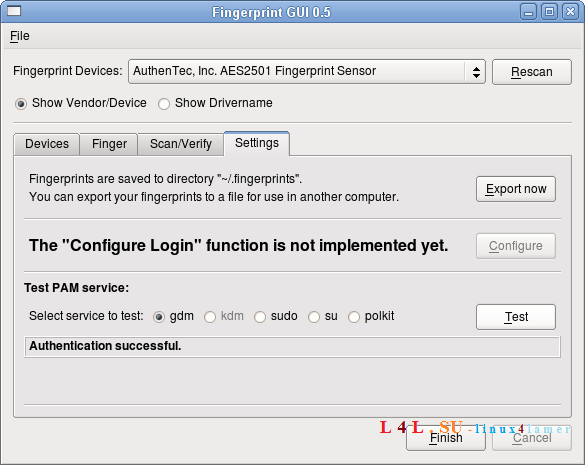 Fingerprint GUI 0.5
File
Fingerprint Devices: AuthenTec, Inc. AES2501 Fingerprint Sensor Rescan
Show Vendor/Device Show Drivername
Devices Finger Scan/Verify Settings
Fingerprints are saved to directory "~/.fingerprints".
You can export your fingerprints to a file for use in another computer.
Export now
The "Configure Login" function is not implemented yet. Configure
Test PAM service:
Select service to test: gdm kdm sudo su polkit Test
Authentication successful.
L4L.SU-linux4lamer
Finish Cancel